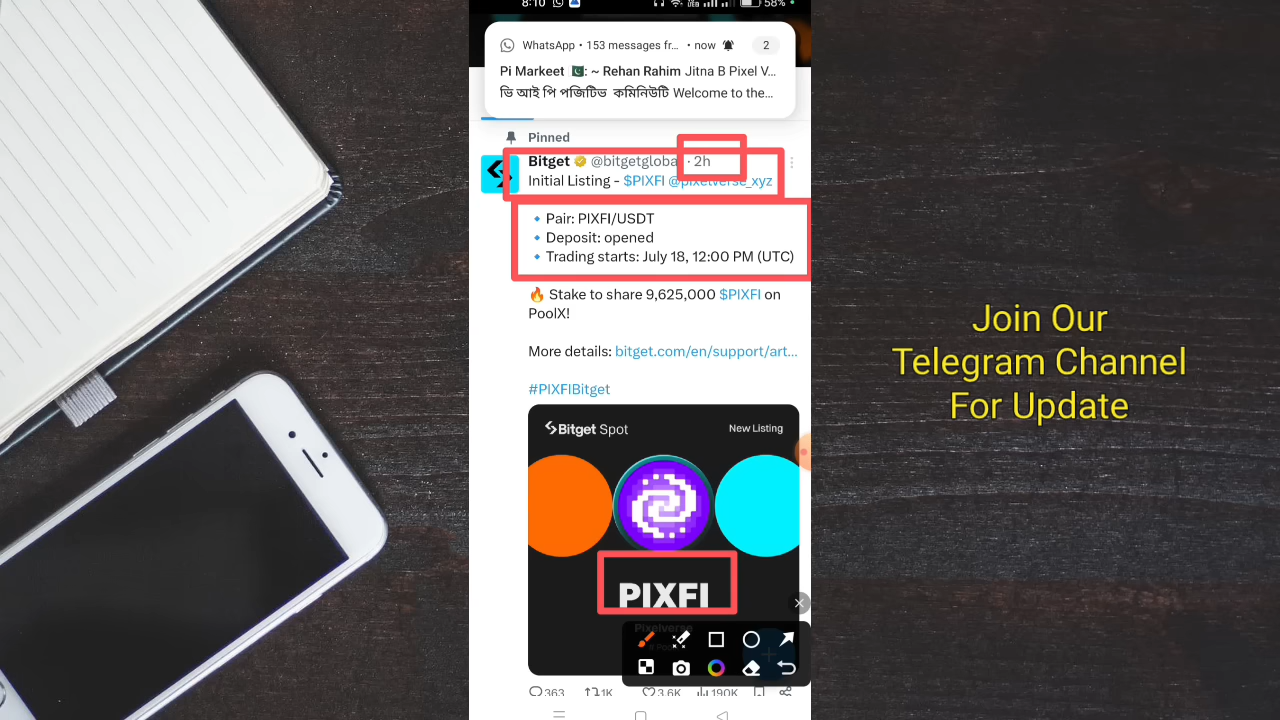 8:10
58%
WhatsApp • 153 messages fr... • now
2
Pi Markeet 🇵🇰: ~ Rehan Rahim Jitna B Pixel V...
ভি আই পি পজিটিভ কমিনিউটি Welcome to the...
Pinned
Bitget @bitgetglobal · 2h
Initial Listing - $PIXFI @pixelverse_xyz
🔹Pair: PIXFI/USDT
🔹Deposit: opened
🔹Trading starts: July 18, 12:00 PM (UTC)
🔥 Stake to share 9,625,000 $PIXFI on
PoolX!
More details: bitget.com/en/support/art...
#PIXFIBitget
Bitget Spot
New Listing
PIXFI
Pixelverse
363 1K 3.6K 190K
Join Our
Telegram Channel
For Update